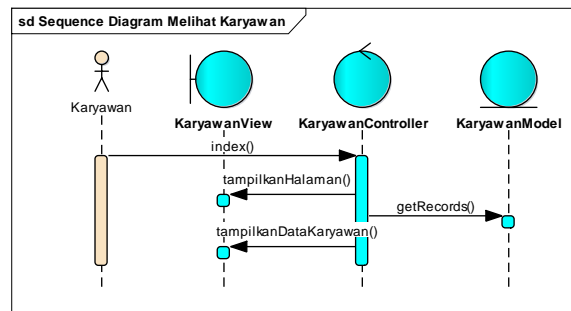 sd Sequence Diagram Melihat Karyawan
Karyawan
KaryawanView
KaryawanController
KaryawanModel
index()
tampilkanHalaman()
getRecords()
tampilkanDataKaryawan()